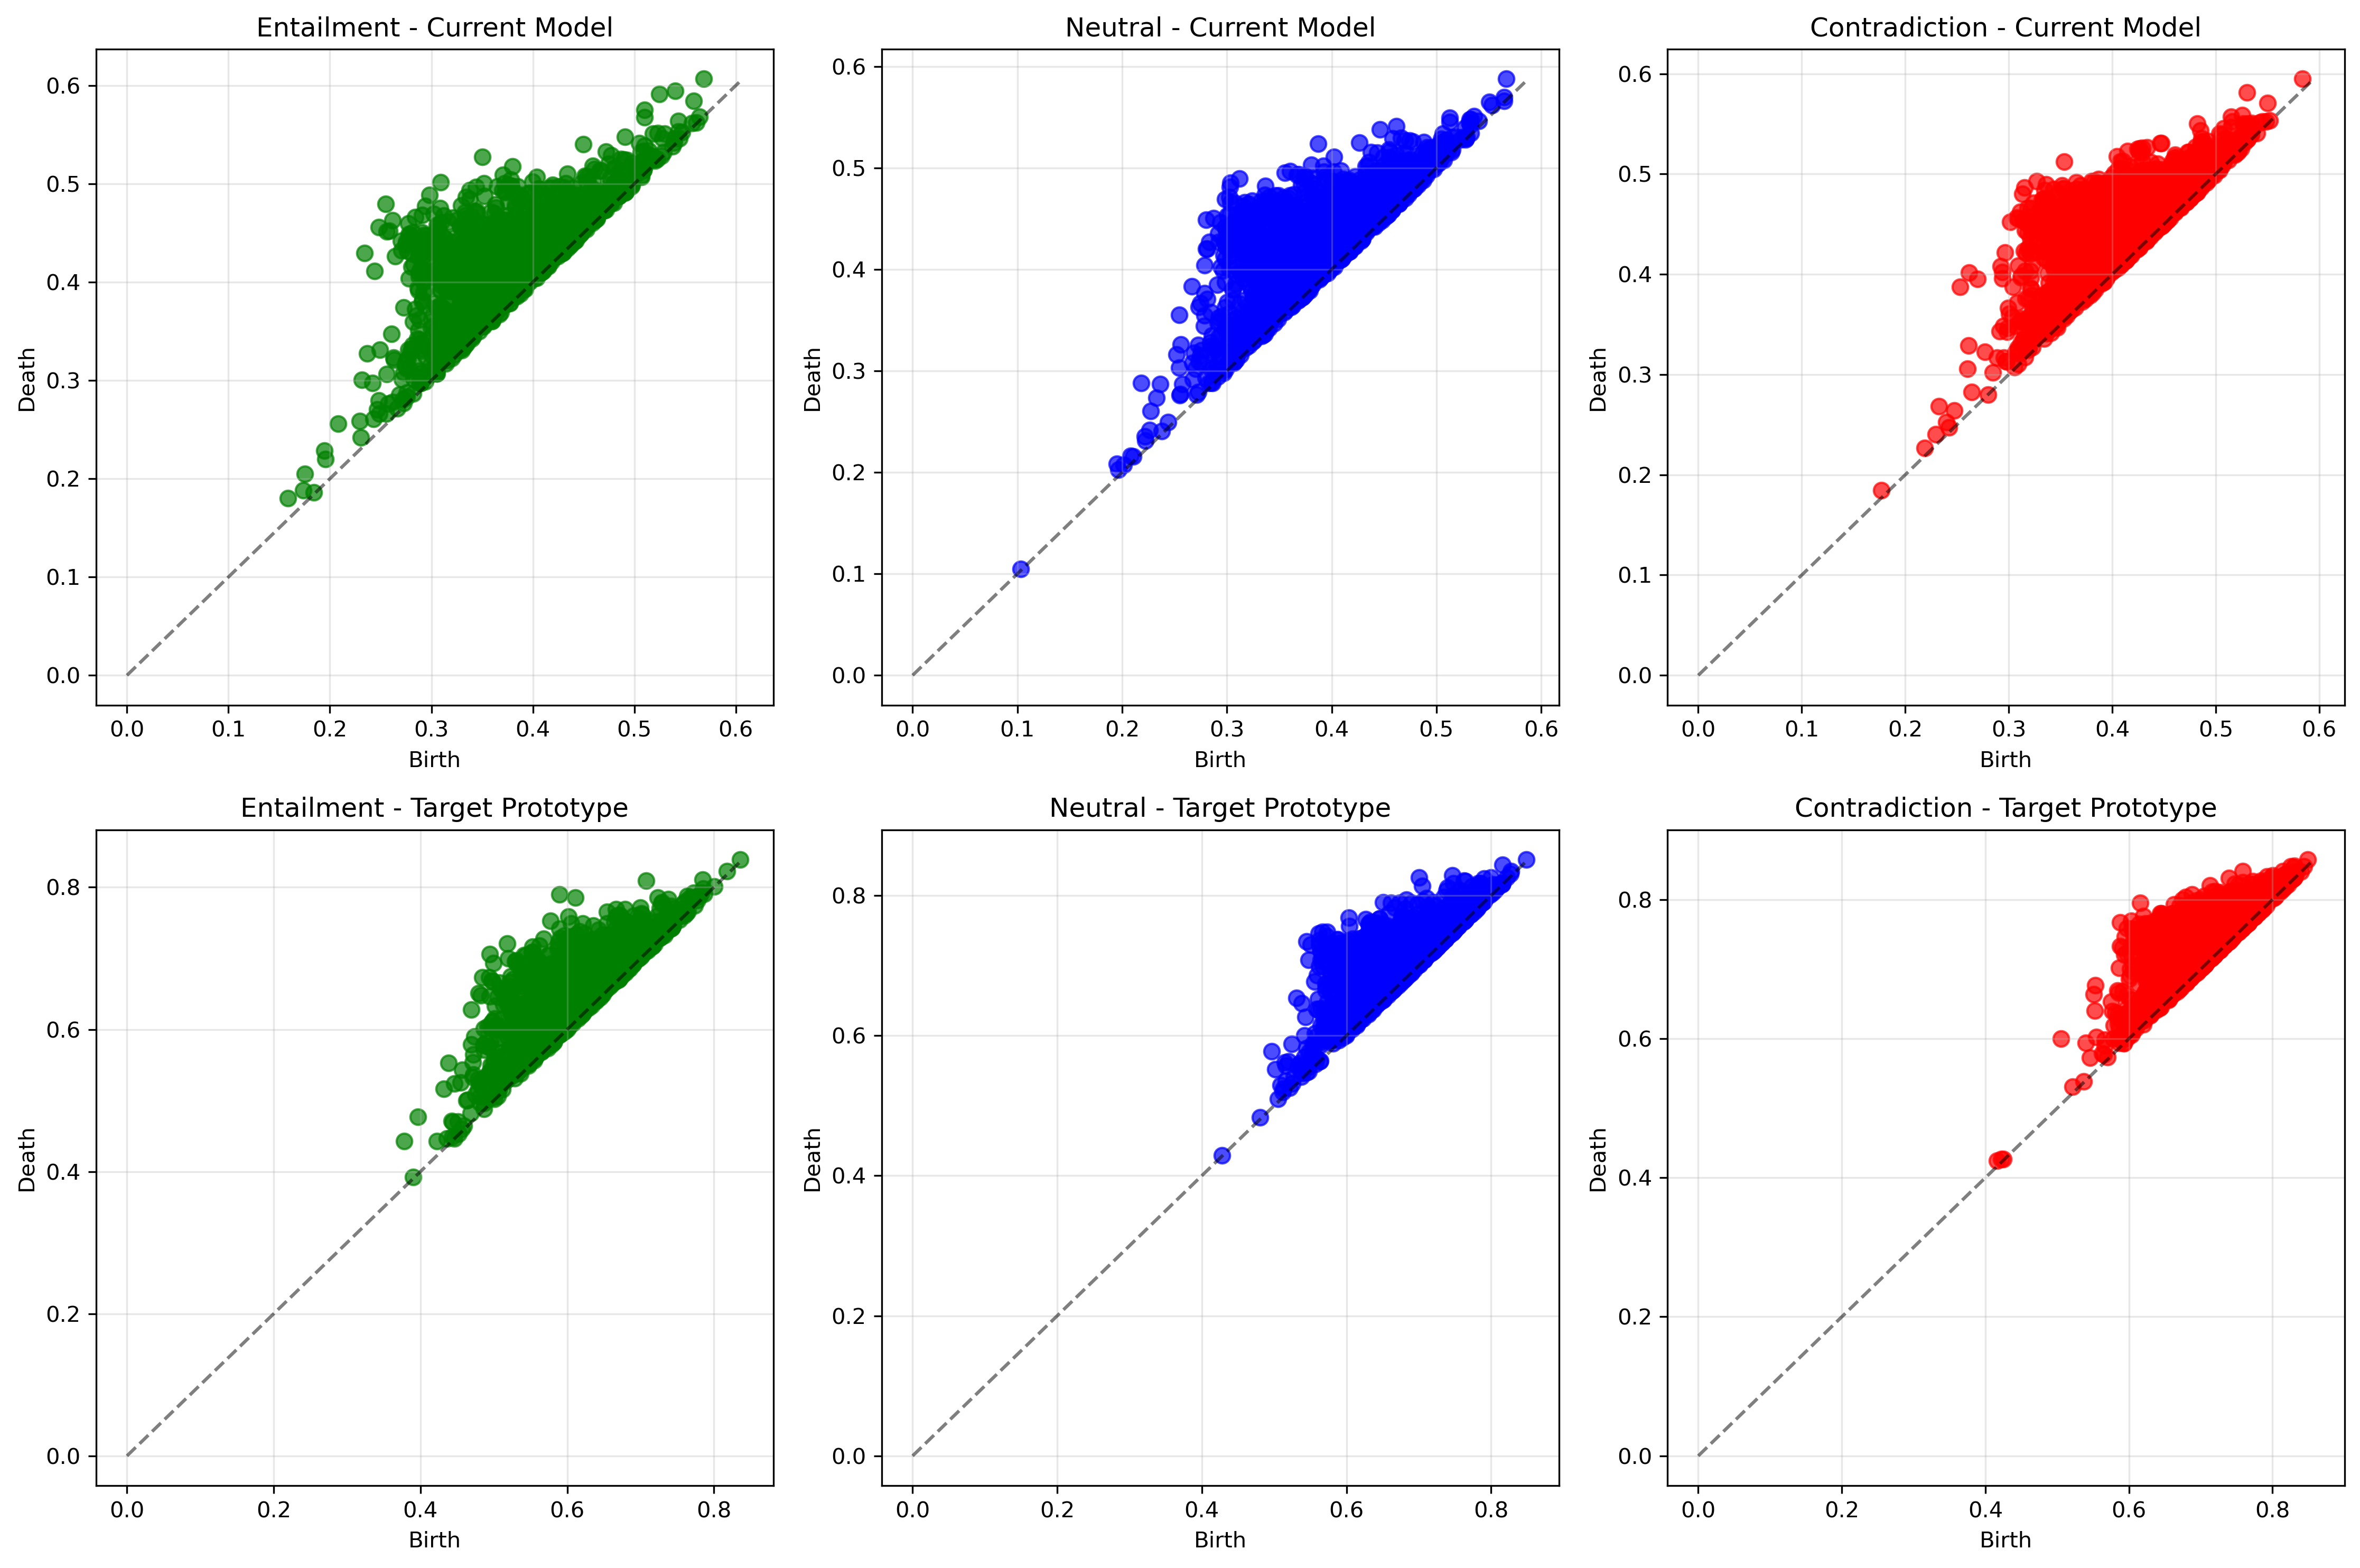 Entailment - Current Model
Neutral - Current Model
Contradiction - Current Model
Death
0.6
0.5
0.4
0.3
0.2
0.1
0.0
0.0 0.1 0.2 0.3 0.4 0.5 0.6
Birth
Death
0.6
0.5
0.4
0.3
0.2
0.1
0.0
0.0 0.1 0.2 0.3 0.4 0.5 0.6
Birth
Death
0.6
0.5
0.4
0.3
0.2
0.1
0.0
0.0 0.1 0.2 0.3 0.4 0.5 0.6
Birth
Entailment - Target Prototype
Neutral - Target Prototype
Contradiction - Target Prototype
Death
0.8
0.6
0.4
0.2
0.0
0.0 0.2 0.4 0.6 0.8
Birth
Death
0.8
0.6
0.4
0.2
0.0
0.0 0.2 0.4 0.6 0.8
Birth
Death
0.8
0.6
0.4
0.2
0.0
0.0 0.2 0.4 0.6 0.8
Birth